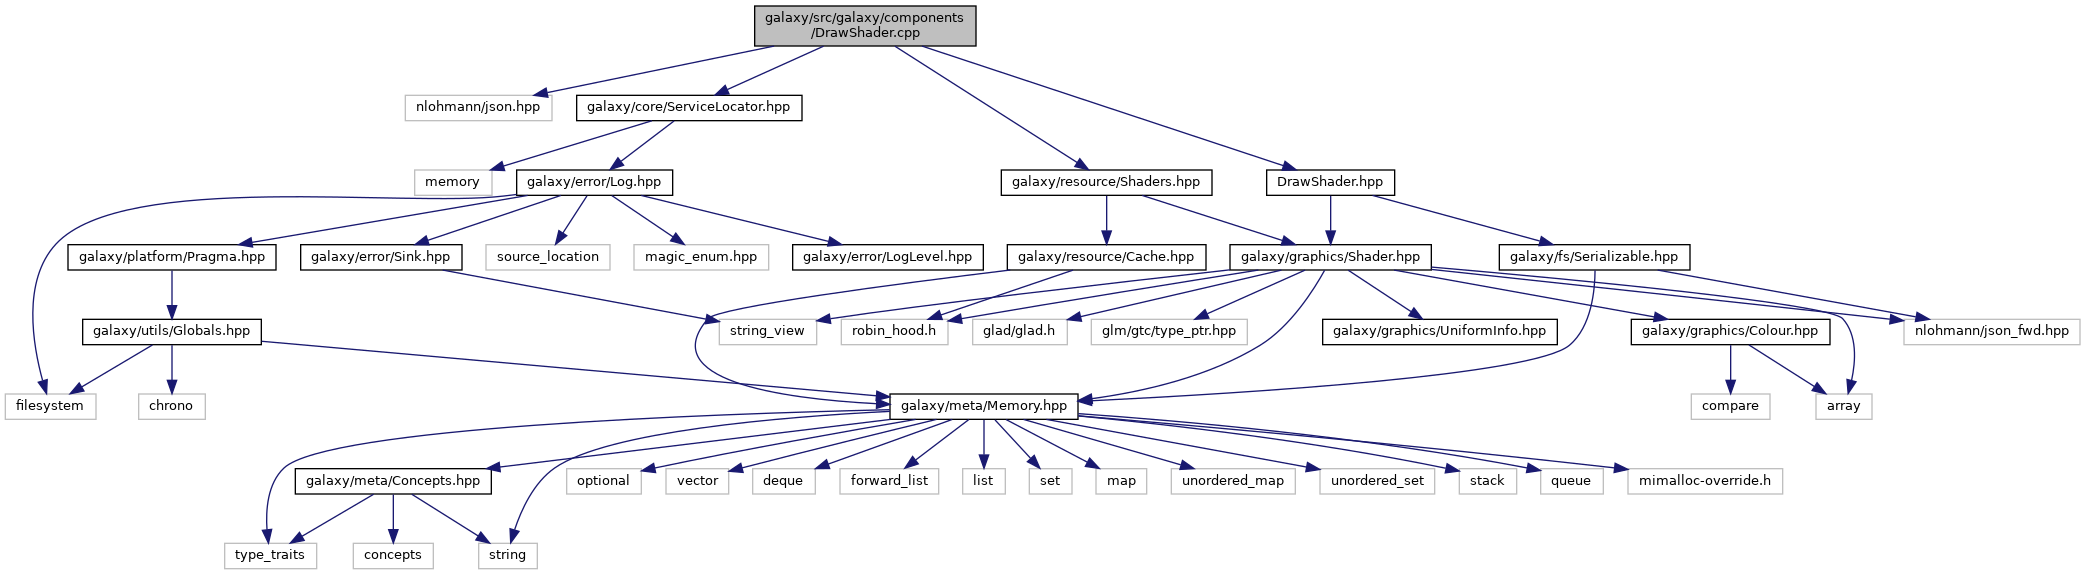 galaxy/src/galaxy/components
/DrawShader.cpp
nlohmann/json.hpp
galaxy/core/ServiceLocator.hpp
memory
galaxy/error/Log.hpp
galaxy/resource/Shaders.hpp
DrawShader.hpp
galaxy/platform/Pragma.hpp
galaxy/error/Sink.hpp
source_location
magic_enum.hpp
galaxy/error/LogLevel.hpp
galaxy/resource/Cache.hpp
galaxy/graphics/Shader.hpp
galaxy/fs/Serializable.hpp
galaxy/utils/Globals.hpp
string_view
robin_hood.h
glad/glad.h
glm/gtc/type_ptr.hpp
galaxy/graphics/UniformInfo.hpp
galaxy/graphics/Colour.hpp
nlohmann/json_fwd.hpp
filesystem
chrono
galaxy/meta/Memory.hpp
compare
array
galaxy/meta/Concepts.hpp
optional
vector
deque
forward_list
list
set
map
unordered_map
unordered_set
stack
queue
mimalloc-override.h
type_traits
concepts
string